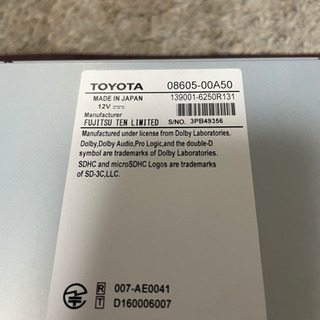 TOYOTA 08605-00A50
MADE IN JAPAN 139001-6250R131
12V
Manufacturer
FUJITSU TEN LIMITED S/NO. 3PB49356
Manufactured under license from Dolby Laboratories.
Dolby,Dolby Audio,Pro Logic,and the double-D
symbol are trademarks of Dolby Laboratories.
SDHC and microSDHC Logos are trademarks
of SD-3C,LLC.
R 007-AE0041
T D160006007